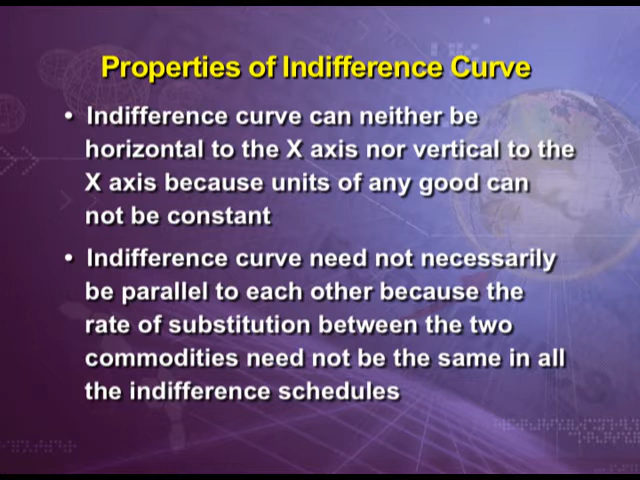 Properties of Indifference Curve
• Indifference curve can neither be
horizontal to the X axis nor vertical to the
X axis because units of any good can
not be constant
• Indifference curve need not necessarily
be parallel to each other because the
rate of substitution between the two
commodities need not be the same in all
the indifference schedules